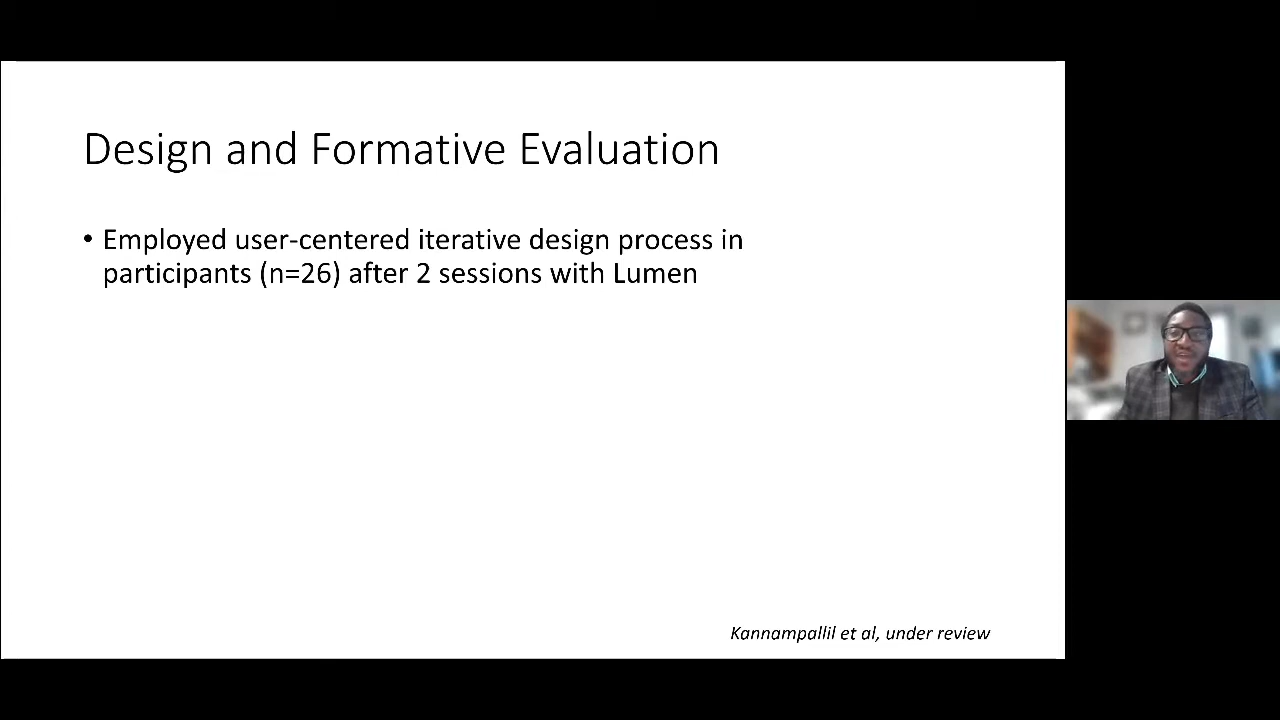 Design and Formative Evaluation
• Employed user-centered iterative design process in
participants (n=26) after 2 sessions with Lumen
Kannampallil et al, under review